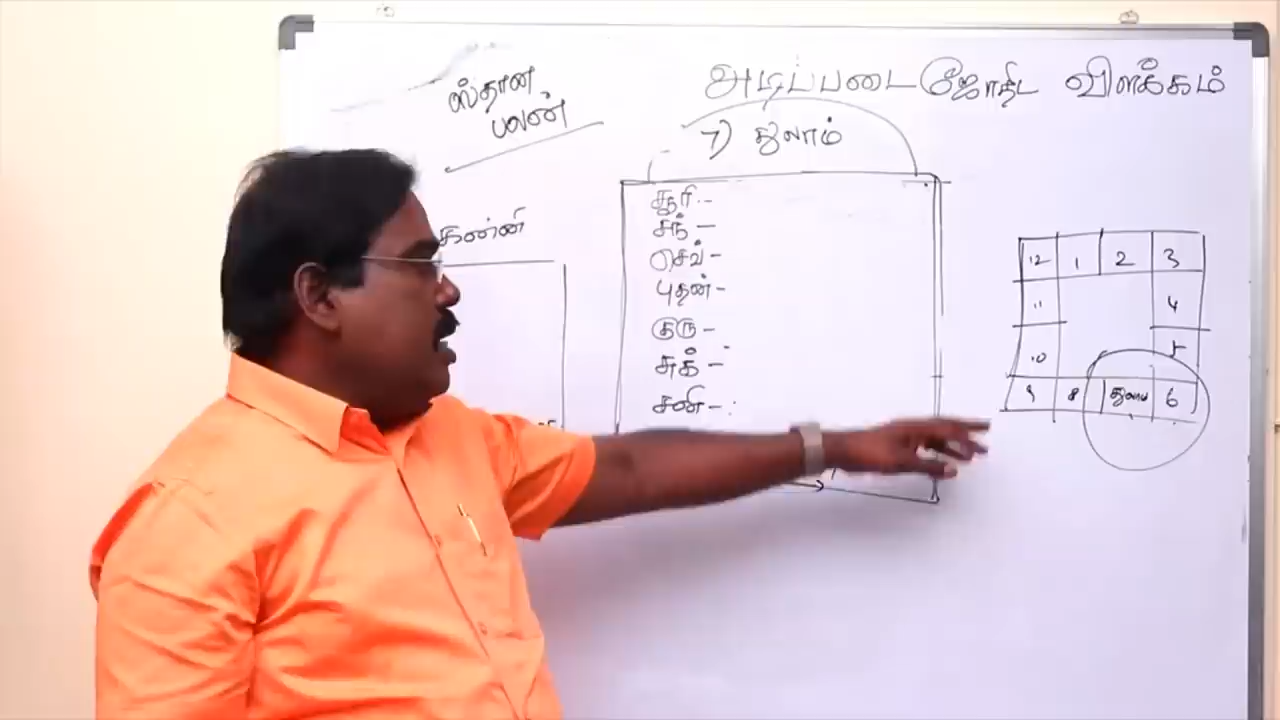 அடிப்படை ஜோதிட விளக்கம்
ஸ்தான
பலன்
7) துலாம்
கன்னி
சூரி :-
சந் -
செவ் -
புதன் -
குரு -
சுக் -
சனி - :
12 1 2 3
11 4
10 5
9 8 துலாம் 6